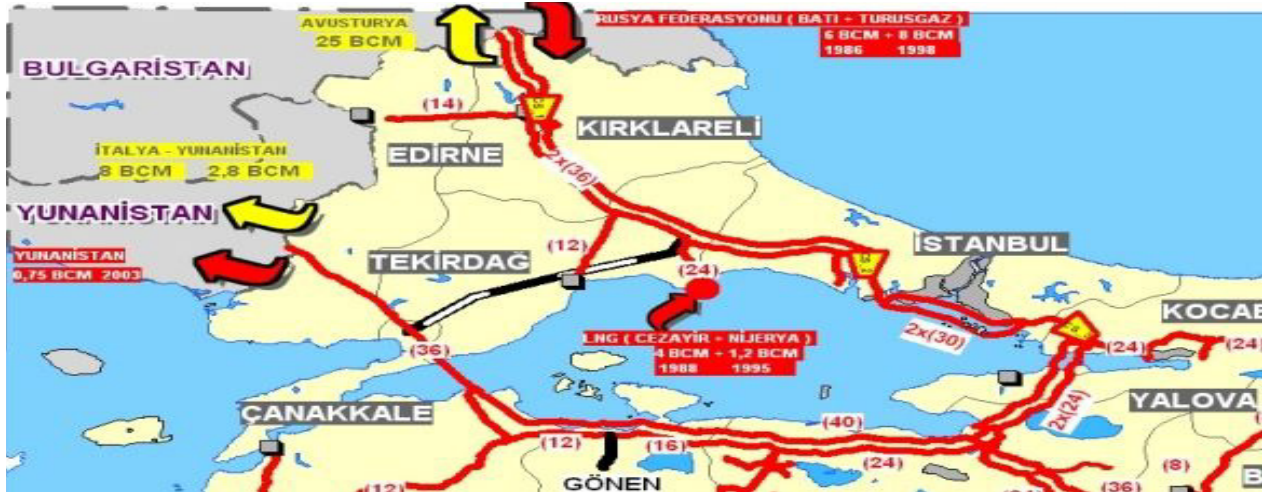 AVUSTURYA
25 BCM
RUSYA FEDERASYONU ( BATI + TURUSGAZ )
6 BCM + 8 BCM
1986 1998
BULGARİSTAN
(14)
KIRKLARELİ
İTALYA - YUNANİSTAN
8 BCM 2,8 BCM
EDİRNE
2x(36)
YUNANİSTAN
YUNANİSTAN
0,75 BCM 2003
(12)
TEKİRDAĞ
(24)
İSTANBUL
KOCAE
LNG ( CEZAYİR + NİJERYA )
4 BCM + 1,2 BCM
1988 1995
2x(30)
(24)
(24)
(36)
ÇANAKKALE
YALOVA
2x(24)
(12)
(16)
(40)
(24)
(8)
GÖNEN
(12)
(36)